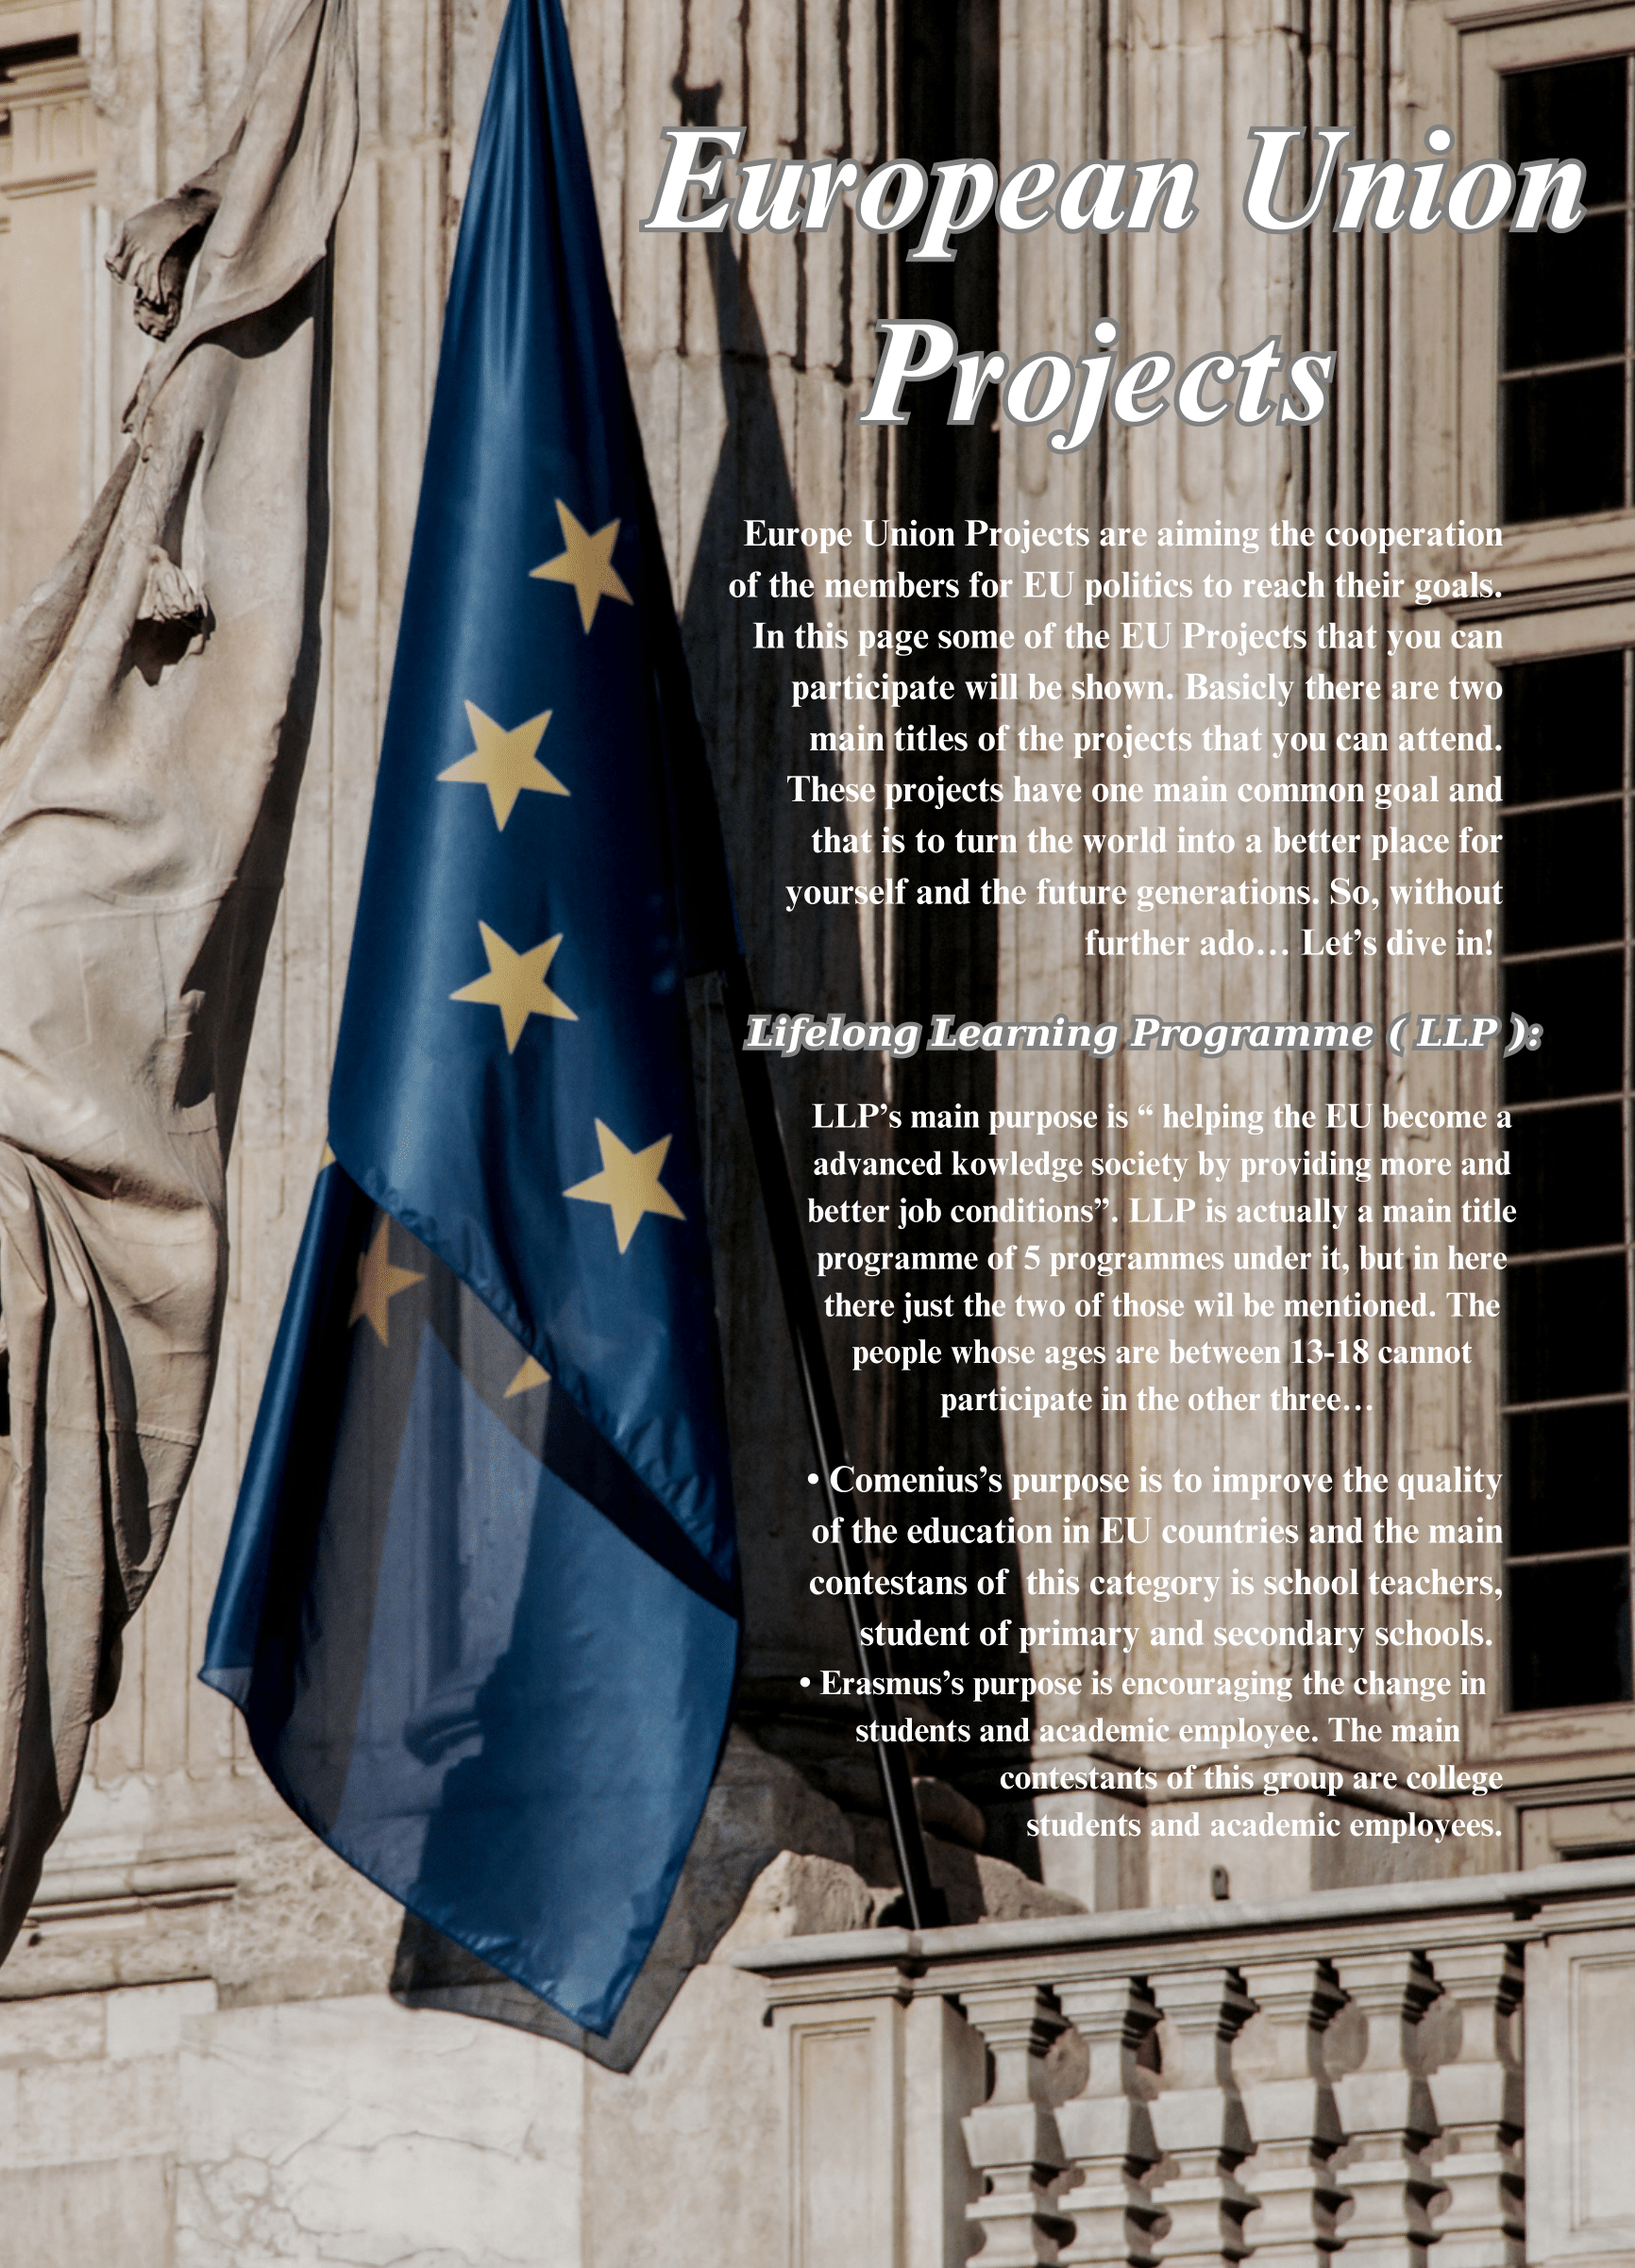 European Union
Projects
Europe Union Projects are aiming the cooperation
of the members for EU politics to reach their goals.
In this page some of the EU Projects that you can
participate will be shown. Basicly there are two
main titles of the projects that you can attend.
These projects have one main common goal and
that is to turn the world into a better place for
yourself and the future generations. So, without
further ado… Let’s dive in!
Lifelong Learning Programme ( LLP ):
LLP’s main purpose is “ helping the EU become a
advanced kowledge society by providing more and
better job conditions”. LLP is actually a main title
programme of 5 programmes under it, but in here
there just the two of those wil be mentioned. The
people whose ages are between 13-18 cannot
participate in the other three…
• Comenius’s purpose is to improve the quality
of the education in EU countries and the main
contestans of  this category is school teachers,
student of primary and secondary schools.
• Erasmus’s purpose is encouraging the change in
students and academic employee. The main
contestants of this group are college
students and academic employees.